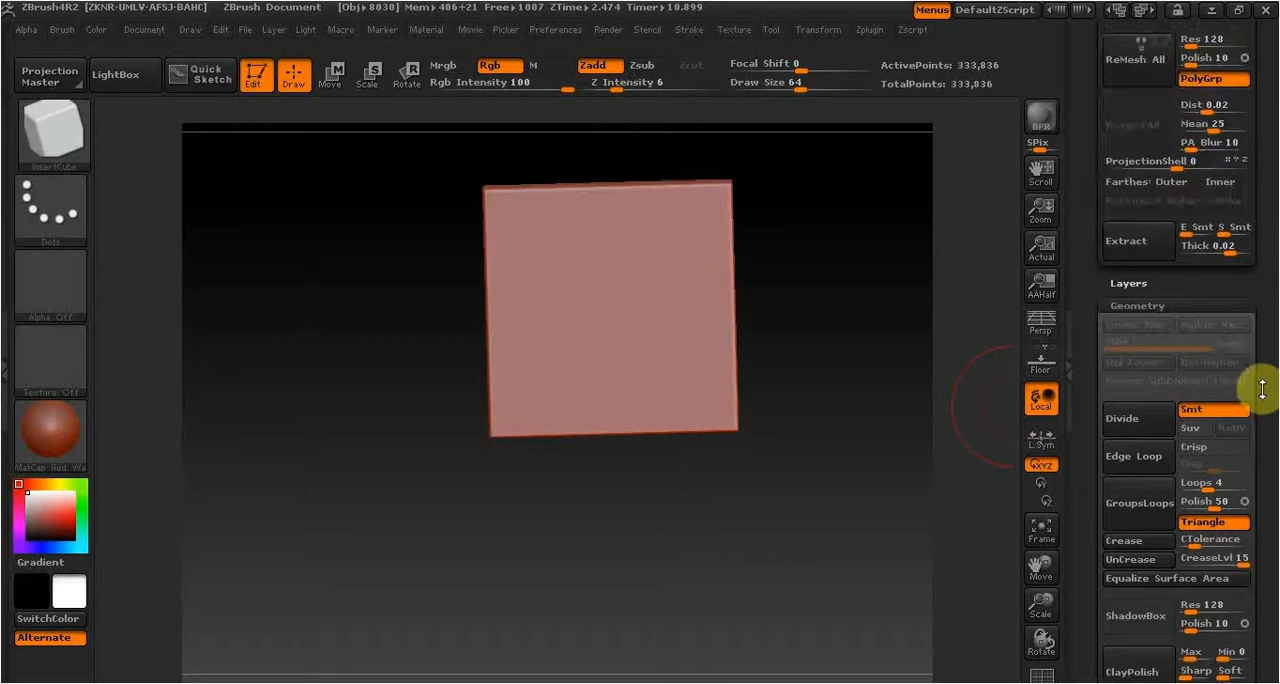 ZBrush4R2 [ZKNR-UMLV-AFSJ-BAHC] ZBrush Document [Obj▸8030] Mem▸406+21 Free▸1007 ZTime▸2.474 Timer▸10.899 Menus DefaultZScript
Alpha Brush Color Document Draw Edit File Layer Light Macro Marker Material Movie Picker Preferences Render Stencil Stroke Texture Tool Transform Zplugin Zscript
Projection Master
LightBox
Quick Sketch
Edit
Draw
Move
Scale
Rotate
Mrgb Rgb M
Rgb Intensity 100
Zadd Zsub Zcut
Z Intensity 6
Focal Shift 0
Draw Size 64
ActivePoints: 333,836
TotalPoints: 333,836
InsertCube
Dots
Alpha Off
Texture Off
MatCap Red Wa
Gradient
SwitchColor
Alternate
BPR
SPix
Scroll
Zoom
Actual
AAHalf
Persp
Floor
Local
L.Sym
XYZ
Frame
Move
Scale
Rotate
ReMesh All
Res 128
Polish 10
PolyGrp
Dist 0.02
Mean 25
PA Blur 10
ProjectionShell 0
Farthes Outer Inner
Extract
E Smt S Smt
Thick 0.02
Layers
Geometry
Divide
Smt
Suv
Edge Loop
Crisp
Disp
GroupsLoops
Loops 4
Polish 50
Triangle
Crease
CTolerance
UnCrease
CreaseLvl 15
Equalize Surface Area
ShadowBox
Res 128
Polish 10
ClayPolish
Max Min 0
Sharp Soft